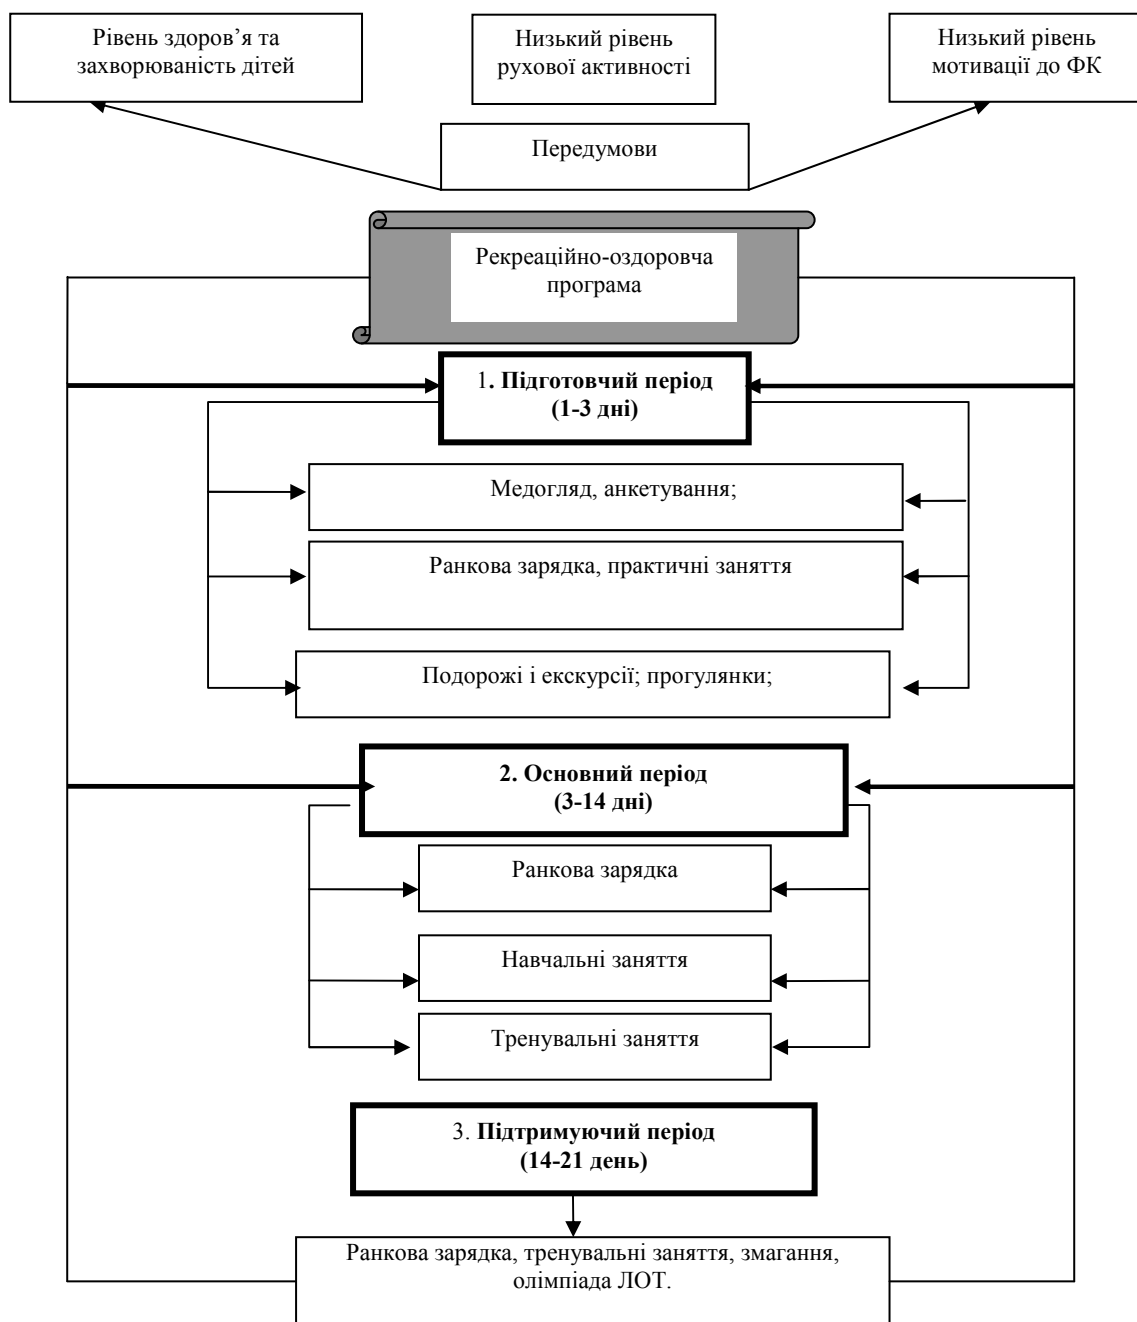 Рівень здоров’я та
захворюваність дітей
Низький рівень
рухової активності
Низький рівень
мотивації до ФК
Передумови
Рекреаційно-оздоровча
програма
1. Підготовчий період
(1-3 дні)
Медогляд, анкетування;
Ранкова зарядка, практичні заняття
Подорожі і екскурсії; прогулянки;
2. Основний період
(3-14 дні)
Ранкова зарядка
Навчальні заняття
Тренувальні заняття
3. Підтримуючий період
(14-21 день)
Ранкова зарядка, тренувальні заняття, змагання,
олімпіада ЛОТ.